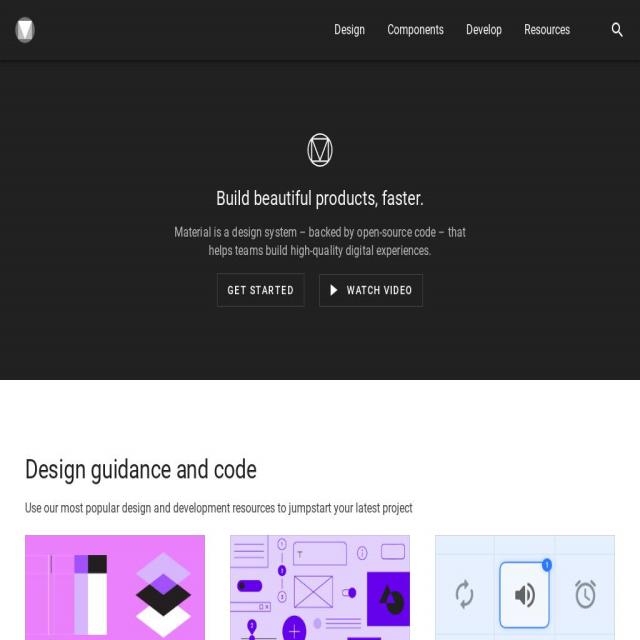 Design Components Develop Resources
Build beautiful products, faster.
Material is a design system – backed by open-source code – that
helps teams build high-quality digital experiences.
GET STARTED WATCH VIDEO
Design guidance and code
Use our most popular design and development resources to jumpstart your latest project